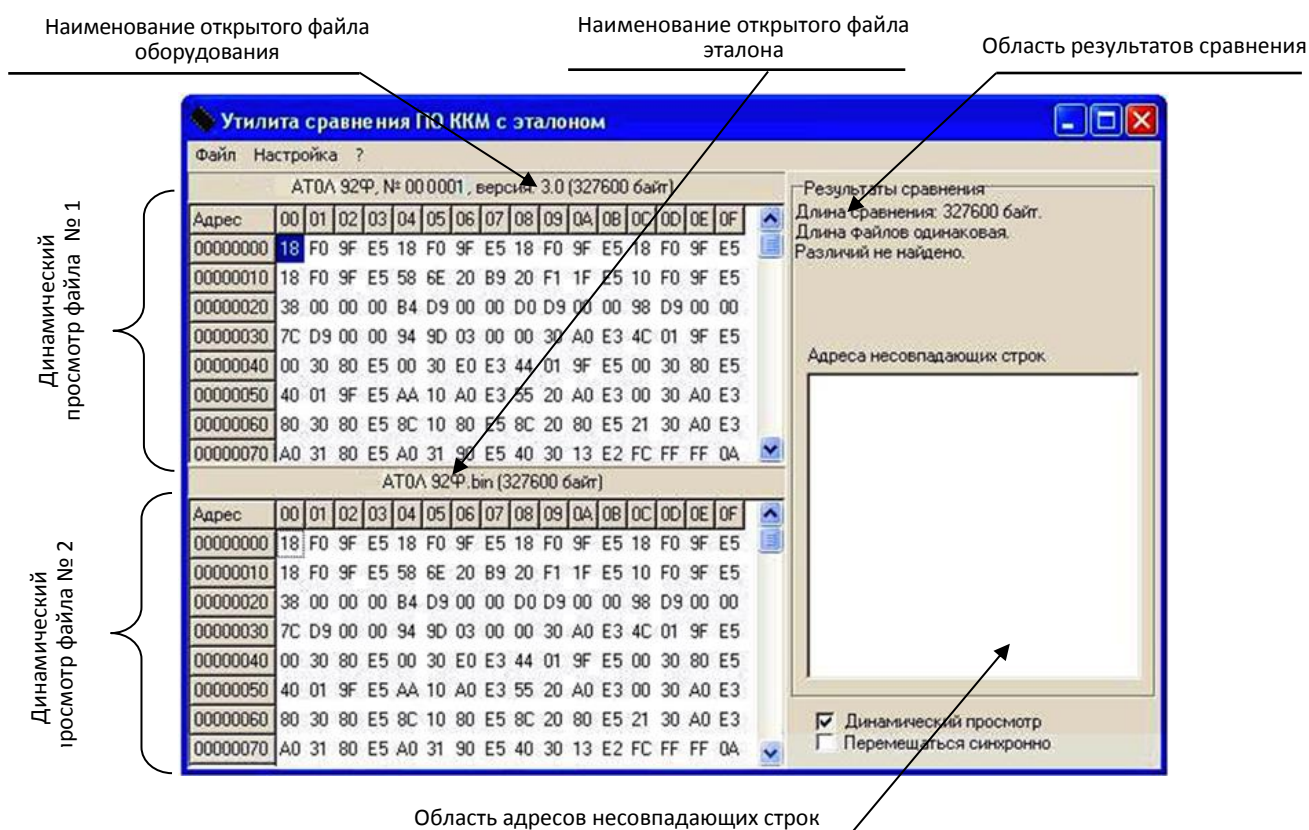 Наименование открытого файла
оборудования
Наименование открытого файла
эталона
Область результатов сравнения
Утилита сравнения ПО ККМ с эталоном
Файл Настройка ?
АТОЛ 92Ф, № 000001, версия: 3.0 (327600 байт)
Адрес 00 01 02 03 04 05 06 07 08 09 0A 0B 0C 0D 0E 0F
00000000 18 F0 9F E5 18 F0 9F E5 18 F0 9F E5 18 F0 9F E5
00000010 18 F0 9F E5 58 6E 20 B9 20 F1 1F E5 10 F0 9F E5
00000020 38 00 00 00 B4 D9 00 00 D0 D9 00 00 98 D9 00 00
00000030 7C D9 00 00 94 9D 03 00 00 30 A0 E3 4C 01 9F E5
00000040 00 30 80 E5 00 30 E0 E3 44 01 9F E5 00 30 80 E5
00000050 40 01 9F E5 AA 10 A0 E3 55 20 A0 E3 00 30 A0 E3
00000060 80 30 80 E5 8C 10 80 E5 8C 20 80 E5 21 30 A0 E3
00000070 A0 31 80 E5 A0 31 90 E5 40 30 13 E2 FC FF FF 0A
АТОЛ 92Ф.bin (327600 байт)
Адрес 00 01 02 03 04 05 06 07 08 09 0A 0B 0C 0D 0E 0F
00000000 18 F0 9F E5 18 F0 9F E5 18 F0 9F E5 18 F0 9F E5
00000010 18 F0 9F E5 58 6E 20 B9 20 F1 1F E5 10 F0 9F E5
00000020 38 00 00 00 B4 D9 00 00 D0 D9 00 00 98 D9 00 00
00000030 7C D9 00 00 94 9D 03 00 00 30 A0 E3 4C 01 9F E5
00000040 00 30 80 E5 00 30 E0 E3 44 01 9F E5 00 30 80 E5
00000050 40 01 9F E5 AA 10 A0 E3 55 20 A0 E3 00 30 A0 E3
00000060 80 30 80 E5 8C 10 80 E5 8C 20 80 E5 21 30 A0 E3
00000070 A0 31 80 E5 A0 31 90 E5 40 30 13 E2 FC FF FF 0A
Результаты сравнения
Длина сравнения: 327600 байт.
Длина файлов одинаковая.
Различий не найдено.
Адреса несовпадающих строк
Динамический просмотр
Перемещаться синхронно
Динамический
просмотр файла № 1
Динамический
просмотр файла № 2
Область адресов несовпадающих строк